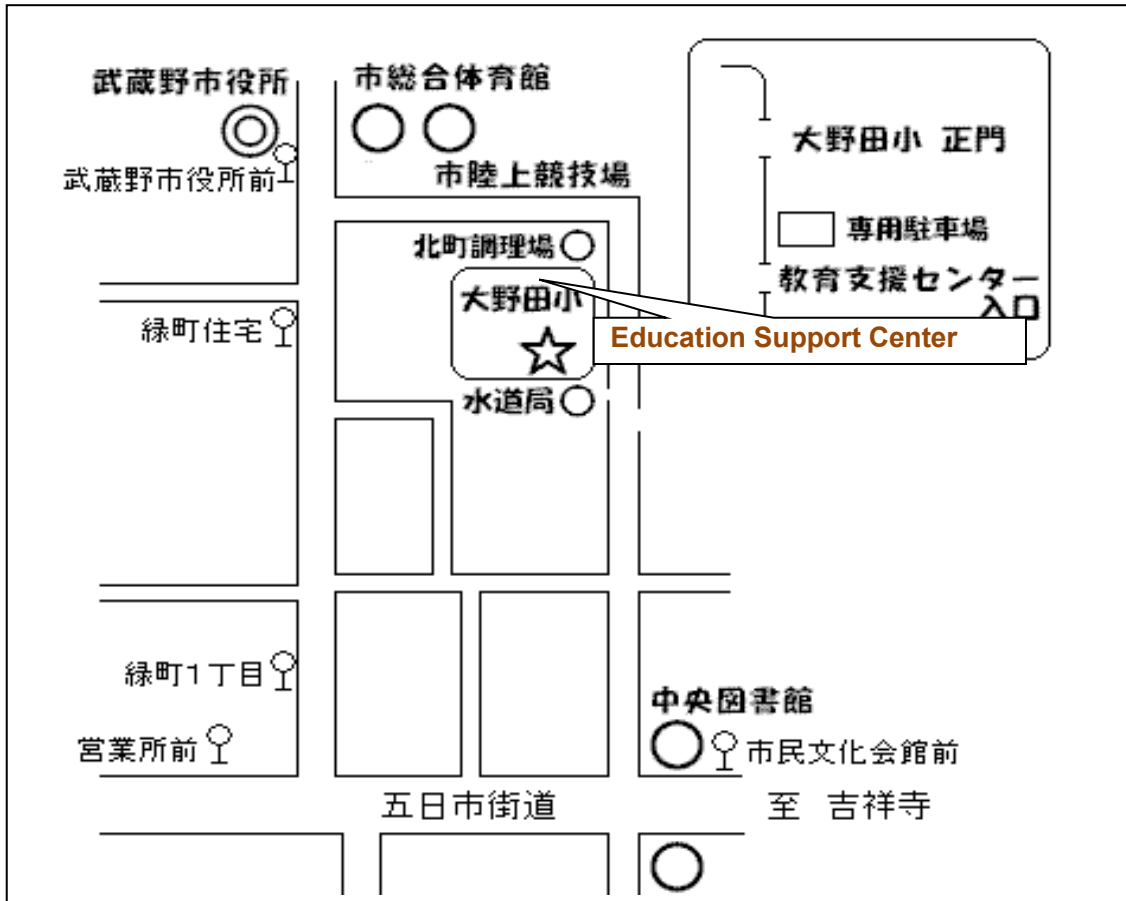 武蔵野市役所
市総合体育館
武蔵野市役所前
市陸上競技場
大野田小 正門
専用駐車場
教育支援センター
入口
北町調理場
大野田小
緑町住宅
Education Support Center
水道局
緑町1丁目
営業所前
中央図書館
市民文化会館前
五日市街道
至 吉祥寺